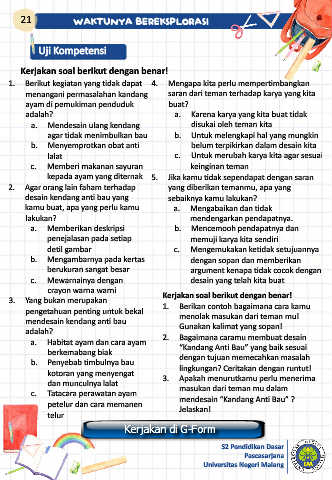 21
WAKTUNYA BEREKSPLORASI
Uji Kompetensi
Kerjakan soal berikut dengan benar!
1. Berikut kegiatan yang tidak dapat
menangani permasalahan kandang
ayam di pemukiman penduduk
adalah?
a. Mendesain ulang kendang
agar tidak menimbulkan bau
b. Menyemprotkan obat anti
lalat
c. Memberi makanan sayuran
kepada ayam yang diternak
2. Agar orang lain faham terhadap
desain kendang anti bau yang
kamu buat, apa yang perlu kamu
lakukan?
a. Memberikan deskripsi
penejalasan pada setiap
detil gambar
b. Mengambarnya pada kertas
berukuran sangat besar
c. Mewarnainya dengan
crayon warna warni
3. Yang bukan merupakan
pengetahuan penting untuk bekal
mendesain kendang anti bau
adalah?
a. Habitat ayam dan cara ayam
berkemabang biak
b. Penyebab timbulnya bau
kotoran yang menyengat
dan munculnya lalat
c. Tatacara perawatan ayam
petelur dan cara memanen
telur
4. Mengapa kita perlu mempertimbangkan
saran dari teman terhadap karya yang kita
buat?
a. Karena karya yang kita buat tidak
disukai oleh teman kita
b. Untuk melengkapi hal yang mungkin
belum terpikirkan dalam desain kita
c. Untuk merubah karya kita agar sesuai
keinginan teman
5. Jika kamu tidak sependapat dengan saran
yang diberikan temanmu, apa yang
sebaiknya kamu lakukan?
a. Mengabaikan dan tidak
mendengarkan pendapatnya.
b. Mencemooh pendapatnya dan
memuji karya kita sendiri
c. Mengemukakan ketidak setujuannya
dengan sopan dan memberikan
argument kenapa tidak cocok dengan
desain yang telah kita buat
Kerjakan soal berikut dengan benar!
1. Berikan contoh bagaimana cara kamu
menolak masukan dari teman mu!
Gunakan kalimat yang sopan!
2. Bagaimana caramu membuat desain
"Kandang Anti Bau" yang baik sesuai
dengan tujuan memecahkan masalah
lingkungan? Ceritakan dengan runtut!
3. Apakah menurutkamu perlu menerima
masukan dari teman mu dalam
mendesain "Kandang Anti Bau" ?
Jelaskan!
Kerjakan di G-Form
S2 Pendidikan Dasar
Pascasarjana
Universitas Negeri Malang